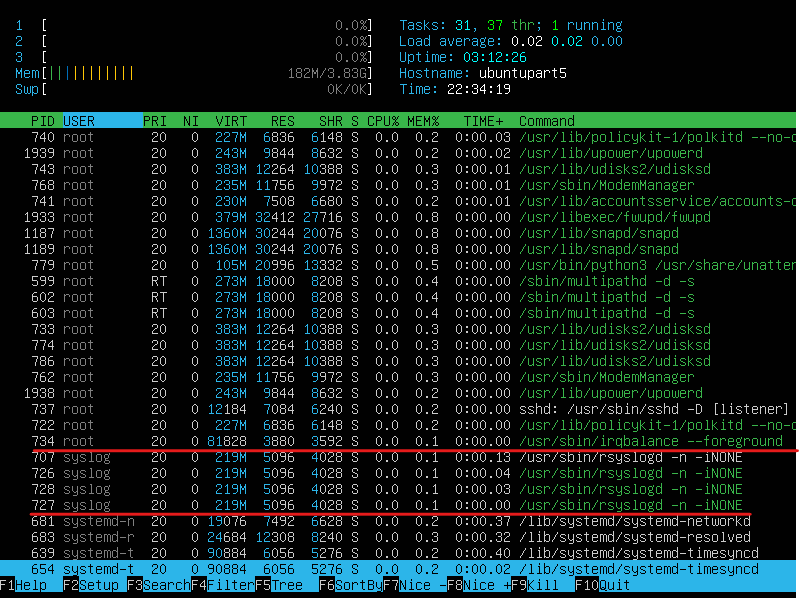 1 [ 0.0%] Tasks: 31, 37 thr; 1 running
2 [ 0.0%] Load average: 0.02 0.02 0.00
3 [ 0.0%] Uptime: 03:12:26
Mem[||||||||||| 182M/3.83G] Hostname: ubuntupart5
Swp[ 0K/0K] Time: 22:34:19
PID USER PRI NI VIRT RES SHR S CPU% MEM% TIME+ Command
740 root 20 0 227M 6836 6148 S 0.0 0.2 0:00.03 /usr/lib/policykit-1/polkitd --no-d
1939 root 20 0 243M 9844 8632 S 0.0 0.2 0:00.02 /usr/lib/upower/upowerd
743 root 20 0 383M 12264 10388 S 0.0 0.3 0:00.01 /usr/lib/udisks2/udisksd
768 root 20 0 235M 11756 9972 S 0.0 0.3 0:00.01 /usr/sbin/ModemManager
741 root 20 0 230M 7508 6680 S 0.0 0.2 0:00.01 /usr/lib/accountsservice/accounts-d
1933 root 20 0 379M 32412 27716 S 0.0 0.8 0:00.00 /usr/libexec/fwupd/fwupd
1187 root 20 0 1360M 30244 20076 S 0.0 0.8 0:00.00 /usr/lib/snapd/snapd
1189 root 20 0 1360M 30244 20076 S 0.0 0.8 0:00.00 /usr/lib/snapd/snapd
779 root 20 0 105M 20996 13332 S 0.0 0.5 0:00.00 /usr/bin/python3 /usr/share/unatten
599 root RT 0 273M 18000 8208 S 0.0 0.4 0:00.00 /sbin/multipathd -d -s
602 root RT 0 273M 18000 8208 S 0.0 0.4 0:00.00 /sbin/multipathd -d -s
603 root RT 0 273M 18000 8208 S 0.0 0.4 0:00.00 /sbin/multipathd -d -s
733 root 20 0 383M 12264 10388 S 0.0 0.3 0:00.00 /usr/lib/udisks2/udisksd
774 root 20 0 383M 12264 10388 S 0.0 0.3 0:00.00 /usr/lib/udisks2/udisksd
786 root 20 0 383M 12264 10388 S 0.0 0.3 0:00.00 /usr/lib/udisks2/udisksd
762 root 20 0 235M 11756 9972 S 0.0 0.3 0:00.00 /usr/sbin/ModemManager
1938 root 20 0 243M 9844 8632 S 0.0 0.2 0:00.00 /usr/lib/upower/upowerd
737 root 20 0 12184 7084 6240 S 0.0 0.2 0:00.00 sshd: /usr/sbin/sshd -D [listener]
722 root 20 0 227M 6836 6148 S 0.0 0.2 0:00.00 /usr/lib/policykit-1/polkitd --no-d
734 root 20 0 81828 3880 3592 S 0.0 0.1 0:00.00 /usr/sbin/irqbalance --foreground
707 syslog 20 0 219M 5096 4028 S 0.0 0.1 0:00.13 /usr/sbin/rsyslogd -n -iNONE
726 syslog 20 0 219M 5096 4028 S 0.0 0.1 0:00.04 /usr/sbin/rsyslogd -n -iNONE
728 syslog 20 0 219M 5096 4028 S 0.0 0.1 0:00.03 /usr/sbin/rsyslogd -n -iNONE
727 syslog 20 0 219M 5096 4028 S 0.0 0.1 0:00.00 /usr/sbin/rsyslogd -n -iNONE
681 systemd-n 20 0 19076 7492 6628 S 0.0 0.2 0:00.37 /lib/systemd/systemd-networkd
683 systemd-r 20 0 24684 12308 8240 S 0.0 0.3 0:00.32 /lib/systemd/systemd-resolved
639 systemd-t 20 0 90884 6056 5276 S 0.0 0.2 0:00.40 /lib/systemd/systemd-timesyncd
654 systemd-t 20 0 90884 6056 5276 S 0.0 0.2 0:00.02 /lib/systemd/systemd-timesyncd
F1Help F2Setup F3SearchF4FilterF5Tree F6SortByF7Nice -F8Nice +F9Kill F10Quit